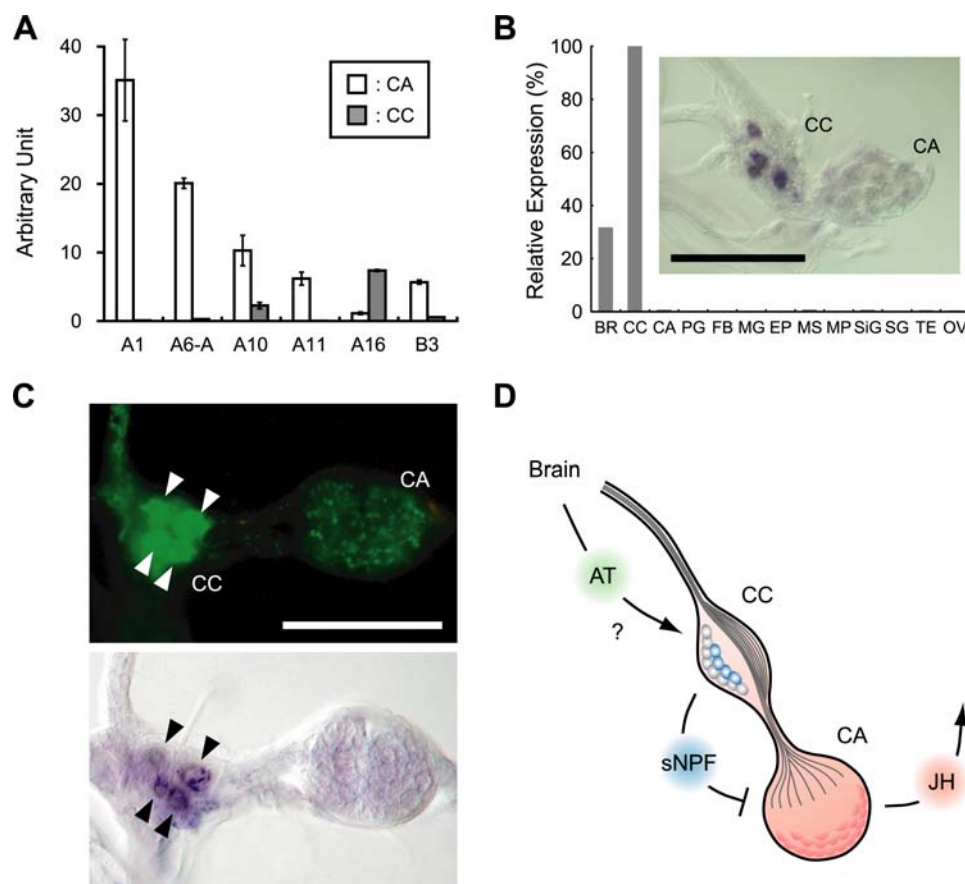 A
40
30
20
10
0
Arbitrary Unit
: CA
: CC
A1 A6-A A10 A11 A16 B3
B
100
80
60
40
20
0
Relative Expression (%)
CC
CA
BR CC CA PG FB MG EP MS MP SiG SG TE OV
C
CA
CC
D
Brain
AT
?
CC
sNPF
CA
JH